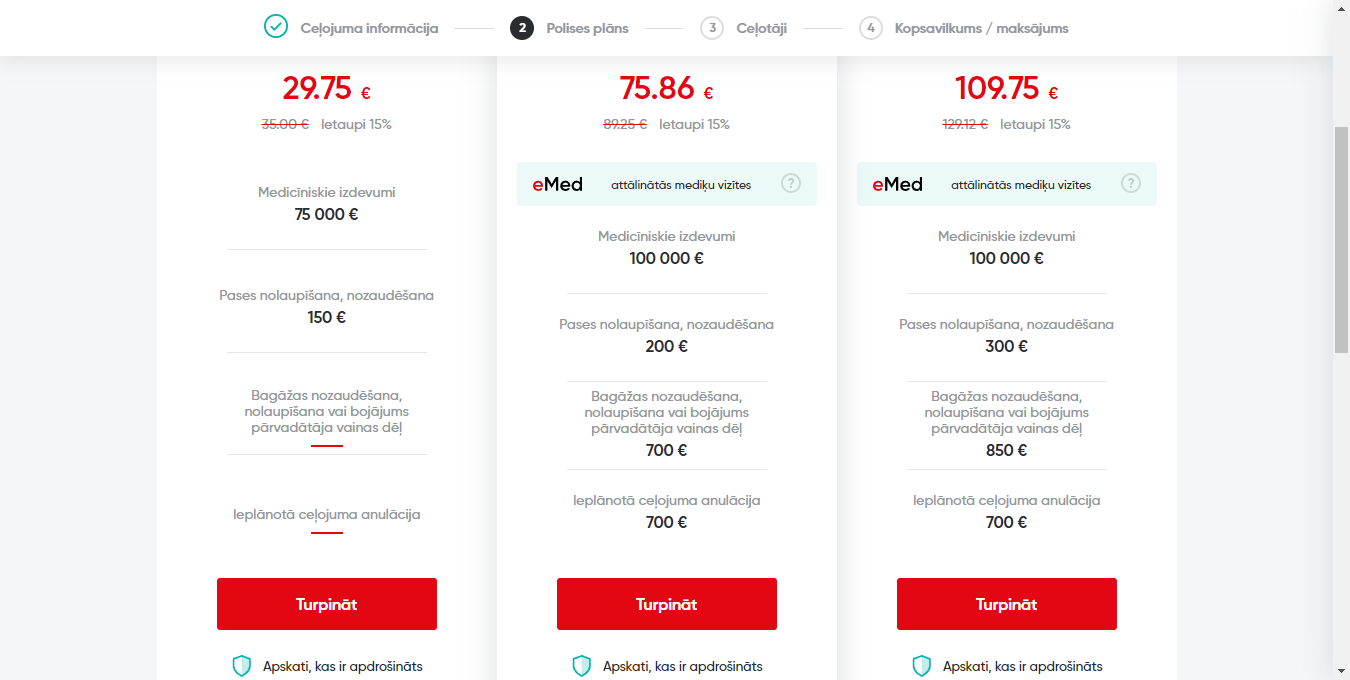 Ceļojuma informācija
2 Polises plāns
3 Ceļotāji
4 Kopsavilkums / maksājums
29.75 €
35.00 € Ietaupi 15%
Medicīniskie izdevumi
75 000 €
Pases nolaupīšana, nozaudēšana
150 €
Bagāžas nozaudēšana,
nolaupīšana vai bojājums
pārvadātāja vainas dēļ
Ieplānotā ceļojuma anulācija
Turpināt
Apskati, kas ir apdrošināts
75.86 €
89.25 € Ietaupi 15%
eMed attālinātās mediķu vizītes ?
Medicīniskie izdevumi
100 000 €
Pases nolaupīšana, nozaudēšana
200 €
Bagāžas nozaudēšana,
nolaupīšana vai bojājums
pārvadātāja vainas dēļ
700 €
Ieplānotā ceļojuma anulācija
700 €
Turpināt
Apskati, kas ir apdrošināts
109.75 €
129.12 € Ietaupi 15%
eMed attālinātās mediķu vizītes ?
Medicīniskie izdevumi
100 000 €
Pases nolaupīšana, nozaudēšana
300 €
Bagāžas nozaudēšana,
nolaupīšana vai bojājums
pārvadātāja vainas dēļ
850 €
Ieplānotā ceļojuma anulācija
700 €
Turpināt
Apskati, kas ir apdrošināts